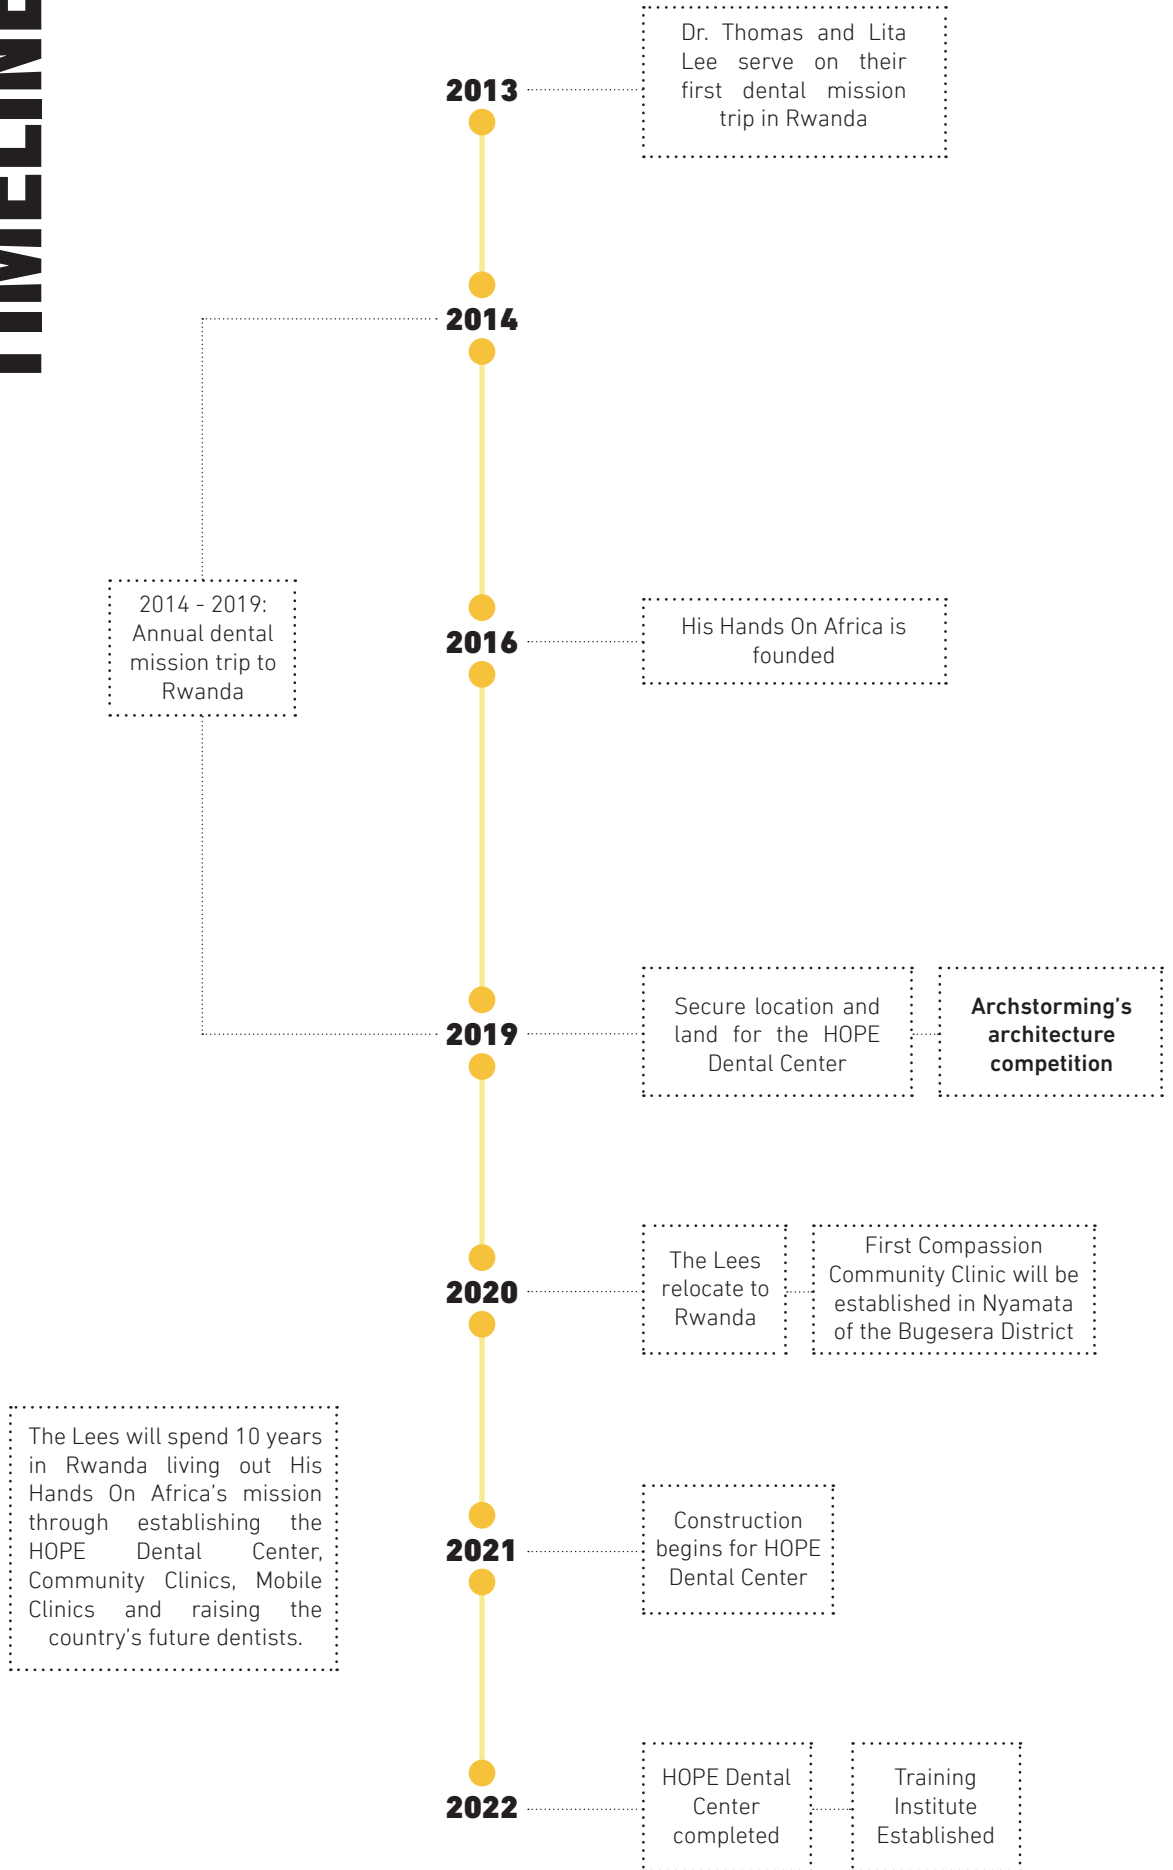 TIMELINE
2013
Dr. Thomas and Lita
Lee serve on their
first dental mission
trip in Rwanda
2014
2014 - 2019:
Annual dental
mission trip to
Rwanda
2016
His Hands On Africa is
founded
2019
Secure location and
land for the HOPE
Dental Center
Archstorming's
architecture
competition
2020
The Lees
relocate to
Rwanda
First Compassion
Community Clinic will be
established in Nyamata
of the Bugesera District
The Lees will spend 10 years
in Rwanda living out His
Hands On Africa's mission
through establishing the
HOPE Dental Center,
Community Clinics, Mobile
Clinics and raising the
country's future dentists.
2021
Construction
begins for HOPE
Dental Center
2022
HOPE Dental
Center
completed
Training
Institute
Established